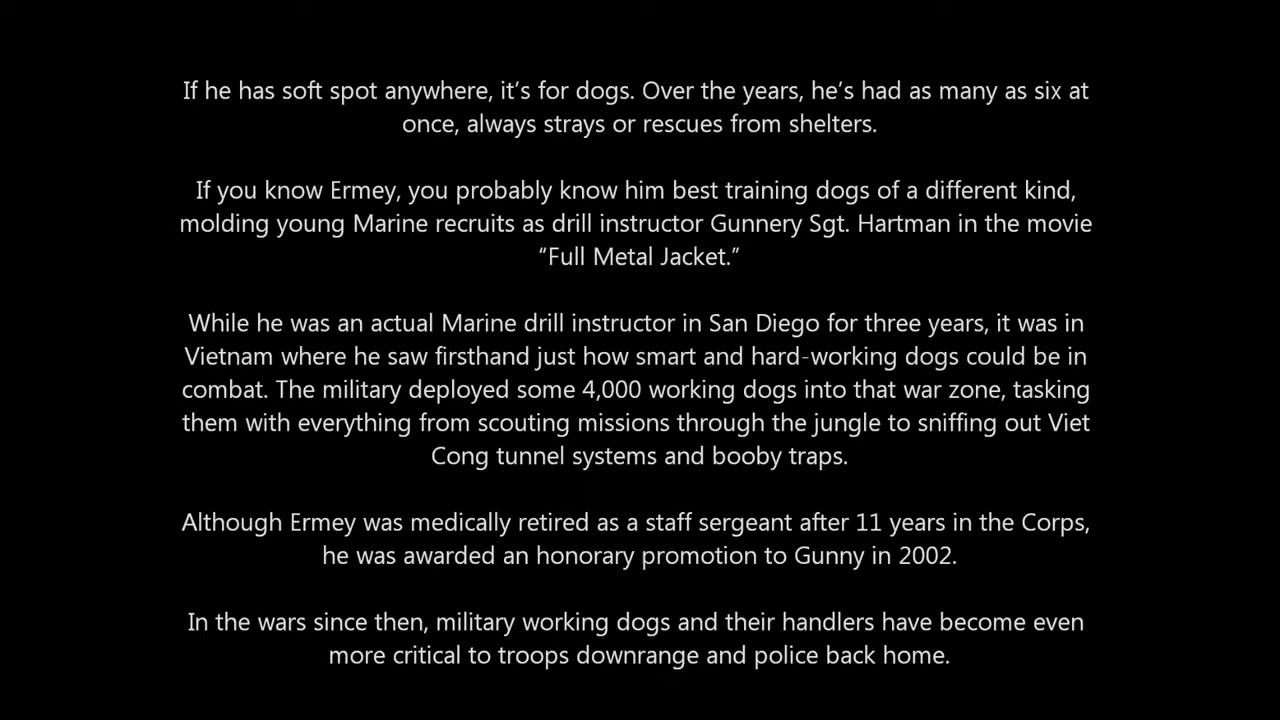 If he has soft spot anywhere, it’s for dogs. Over the years, he’s had as many as six at
once, always strays or rescues from shelters.
If you know Ermey, you probably know him best training dogs of a different kind,
molding young Marine recruits as drill instructor Gunnery Sgt. Hartman in the movie
“Full Metal Jacket.”
While he was an actual Marine drill instructor in San Diego for three years, it was in
Vietnam where he saw firsthand just how smart and hard-working dogs could be in
combat. The military deployed some 4,000 working dogs into that war zone, tasking
them with everything from scouting missions through the jungle to sniffing out Viet
Cong tunnel systems and booby traps.
Although Ermey was medically retired as a staff sergeant after 11 years in the Corps,
he was awarded an honorary promotion to Gunny in 2002.
In the wars since then, military working dogs and their handlers have become even
more critical to troops downrange and police back home.